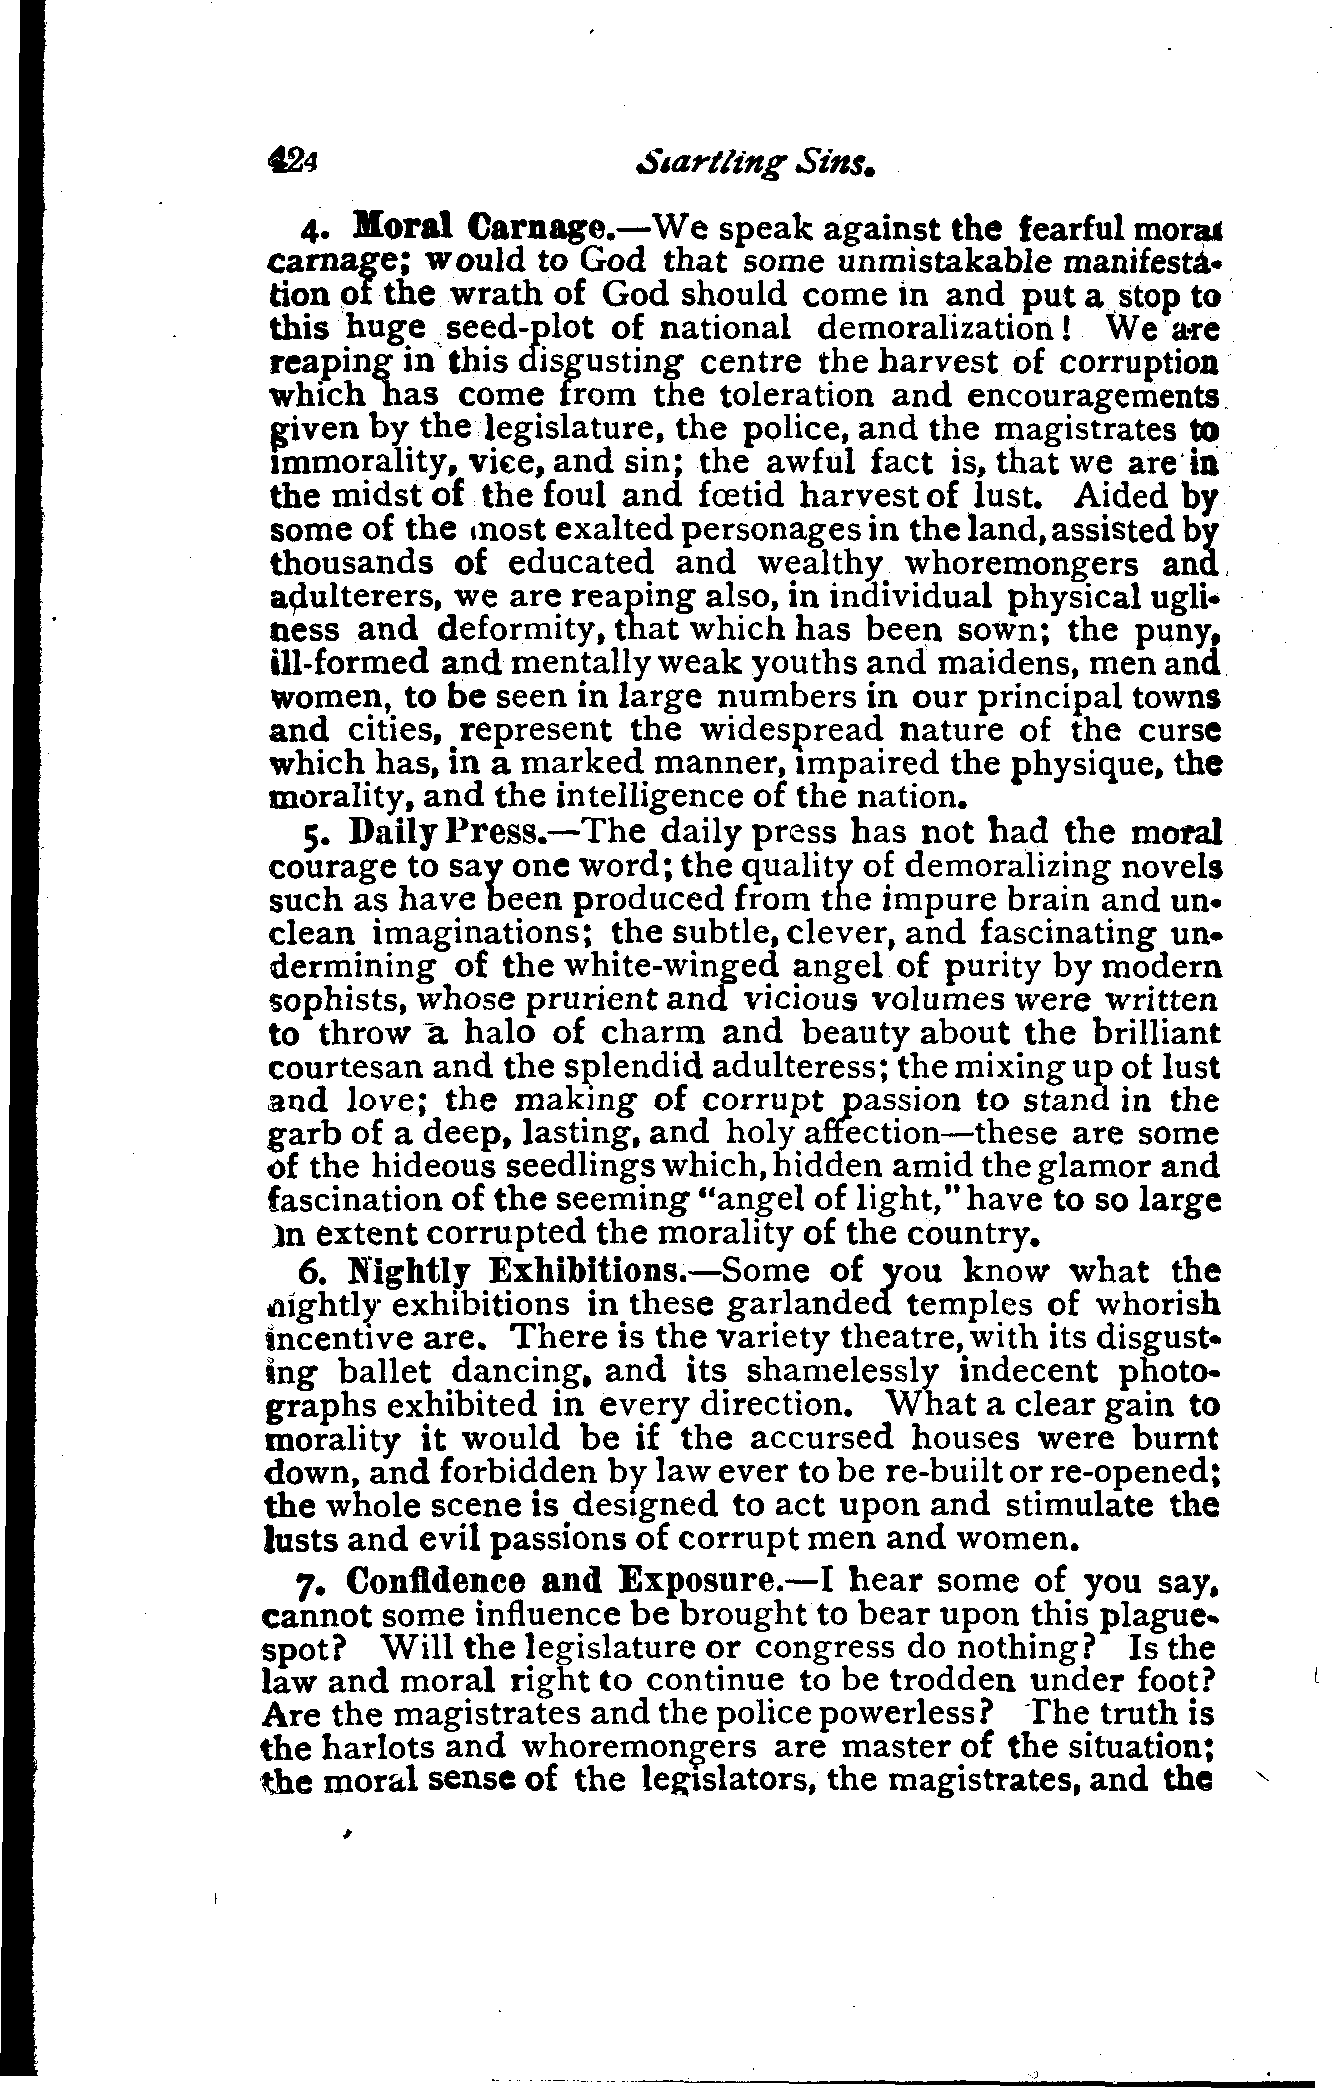 424 Startling Sins.
4. Moral Carnage.—We speak against the fearful moral
carnage; would to God that some unmistakable manifesta-
tion of the wrath of God should come in and put a stop to
this huge seed-plot of national demoralization! We are
reaping in this disgusting centre the harvest of corruption
which has come from the toleration and encouragements
given by the legislature, the police, and the magistrates to
immorality, vice, and sin; the awful fact is, that we are in
the midst of the foul and fœtid harvest of lust. Aided by
some of the most exalted personages in the land, assisted by
thousands of educated and wealthy whoremongers and
adulterers, we are reaping also, in individual physical ugli-
ness and deformity, that which has been sown; the puny,
ill-formed and mentally weak youths and maidens, men and
women, to be seen in large numbers in our principal towns
and cities, represent the widespread nature of the curse
which has, in a marked manner, impaired the physique, the
morality, and the intelligence of the nation.
5. Daily Press.—The daily press has not had the moral
courage to say one word; the quality of demoralizing novels
such as have been produced from the impure brain and un-
clean imaginations; the subtle, clever, and fascinating un-
dermining of the white-winged angel of purity by modern
sophists, whose prurient and vicious volumes were written
to throw a halo of charm and beauty about the brilliant
courtesan and the splendid adulteress; the mixing up of lust
and love; the making of corrupt passion to stand in the
garb of a deep, lasting, and holy affection—these are some
of the hideous seedlings which, hidden amid the glamor and
fascination of the seeming "angel of light," have to so large
an extent corrupted the morality of the country.
6. Nightly Exhibitions.—Some of you know what the
nightly exhibitions in these garlanded temples of whorish
incentive are. There is the variety theatre, with its disgust-
ing ballet dancing, and its shamelessly indecent photo-
graphs exhibited in every direction. What a clear gain to
morality it would be if the accursed houses were burnt
down, and forbidden by law ever to be re-built or re-opened;
the whole scene is designed to act upon and stimulate the
lusts and evil passions of corrupt men and women.
7. Confidence and Exposure.—I hear some of you say,
cannot some influence be brought to bear upon this plague-
spot? Will the legislature or congress do nothing? Is the
law and moral right to continue to be trodden under foot?
Are the magistrates and the police powerless? The truth is
the harlots and whoremongers are master of the situation;
the moral sense of the legislators, the magistrates, and the